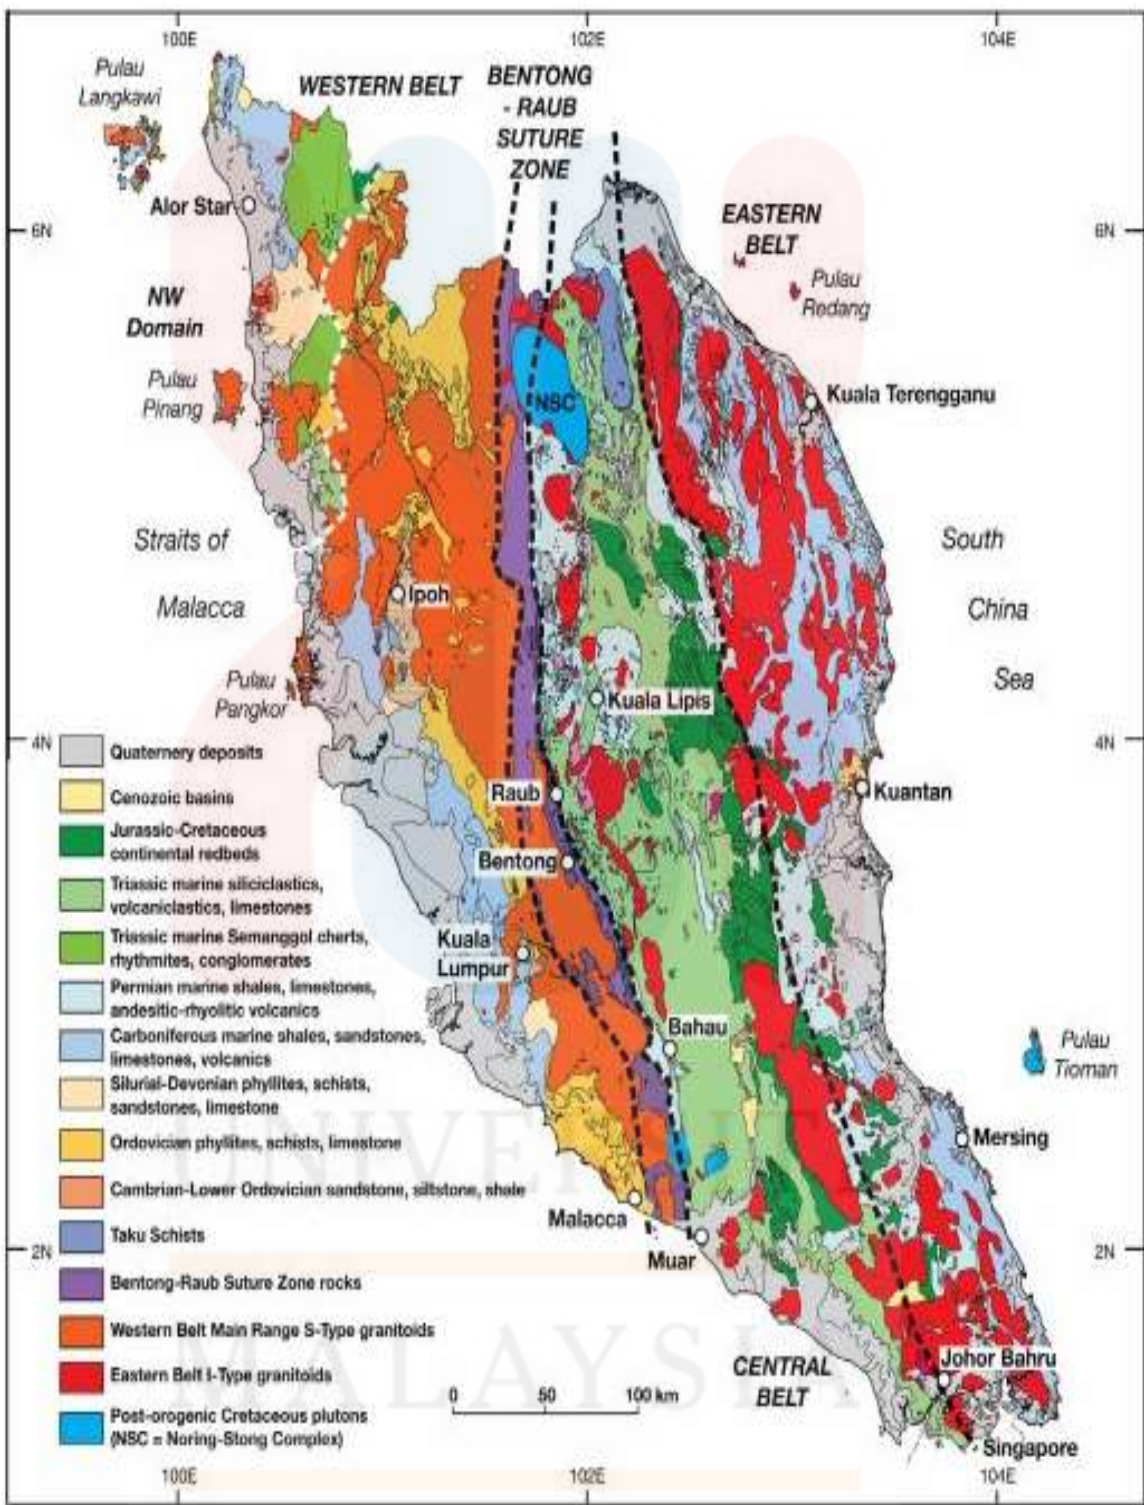 100E
102E
104E
Pulau
Langkawi
WESTERN BELT
BENTONG
- RAUB
SUTURE
ZONE
Alor Star
6N
6N
EASTERN
BELT
Pulau
Redang
NW
Domain
Pulau
Pinang
NSC
Kuala Terengganu
Straits of
Malacca
South
China
Sea
Ipoh
Pulau
Pangkor
Kuala Lipis
4N
4N
Raub
Kuantan
Bentong
Kuala
Lumpur
Bahau
Pulau
Tioman
Mersing
Malacca
Muar
2N
2N
CENTRAL
BELT
Johor Bahru
Singapore
Quaternery deposits
Cenozoic basins
Jurassic-Cretaceous
continental redbeds
Triassic marine siliciclastics,
volcaniclastics, limestones
Triassic marine Semanggol cherts,
rhythmites, conglomerates
Permian marine shales, limestones,
andesitic-rhyolitic volcanics
Carboniferous marine shales, sandstones,
limestones, volcanics
Silurial-Devonian phyllites, schists,
sandstones, limestone
Ordovician phyllites, schists, limestone
Cambrian-Lower Ordovician sandstone, siltstone, shale
Taku Schists
Bentong-Raub Suture Zone rocks
Western Belt Main Range S-Type granitoids
Eastern Belt I-Type granitoids
Post-orogenic Cretaceous plutons
(NSC = Noring-Stong Complex)
0 50 100 km
100E
102E
104E
UNIVERSITI
MALAYSIA